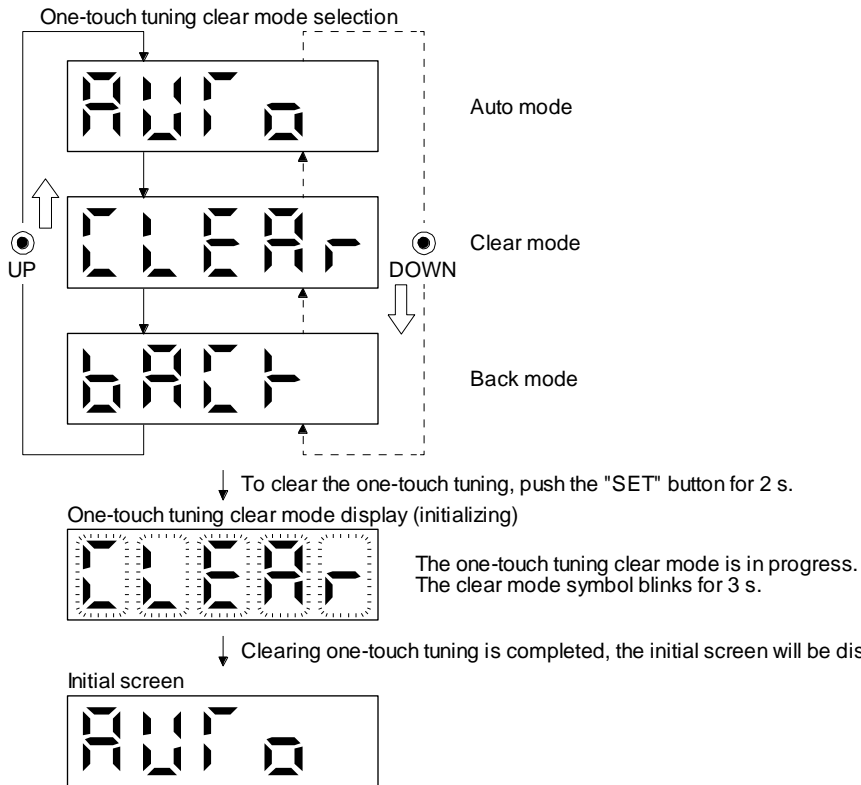 One-touch tuning clear mode selection
AUTo
Auto mode
CLEAr
Clear mode
UP
DOWN
bACk
Back mode
To clear the one-touch tuning, push the "SET" button for 2 s.
One-touch tuning clear mode display (initializing)
CLEAr
The one-touch tuning clear mode is in progress.
The clear mode symbol blinks for 3 s.
Clearing one-touch tuning is completed, the initial screen will be
Initial screen
AUTo